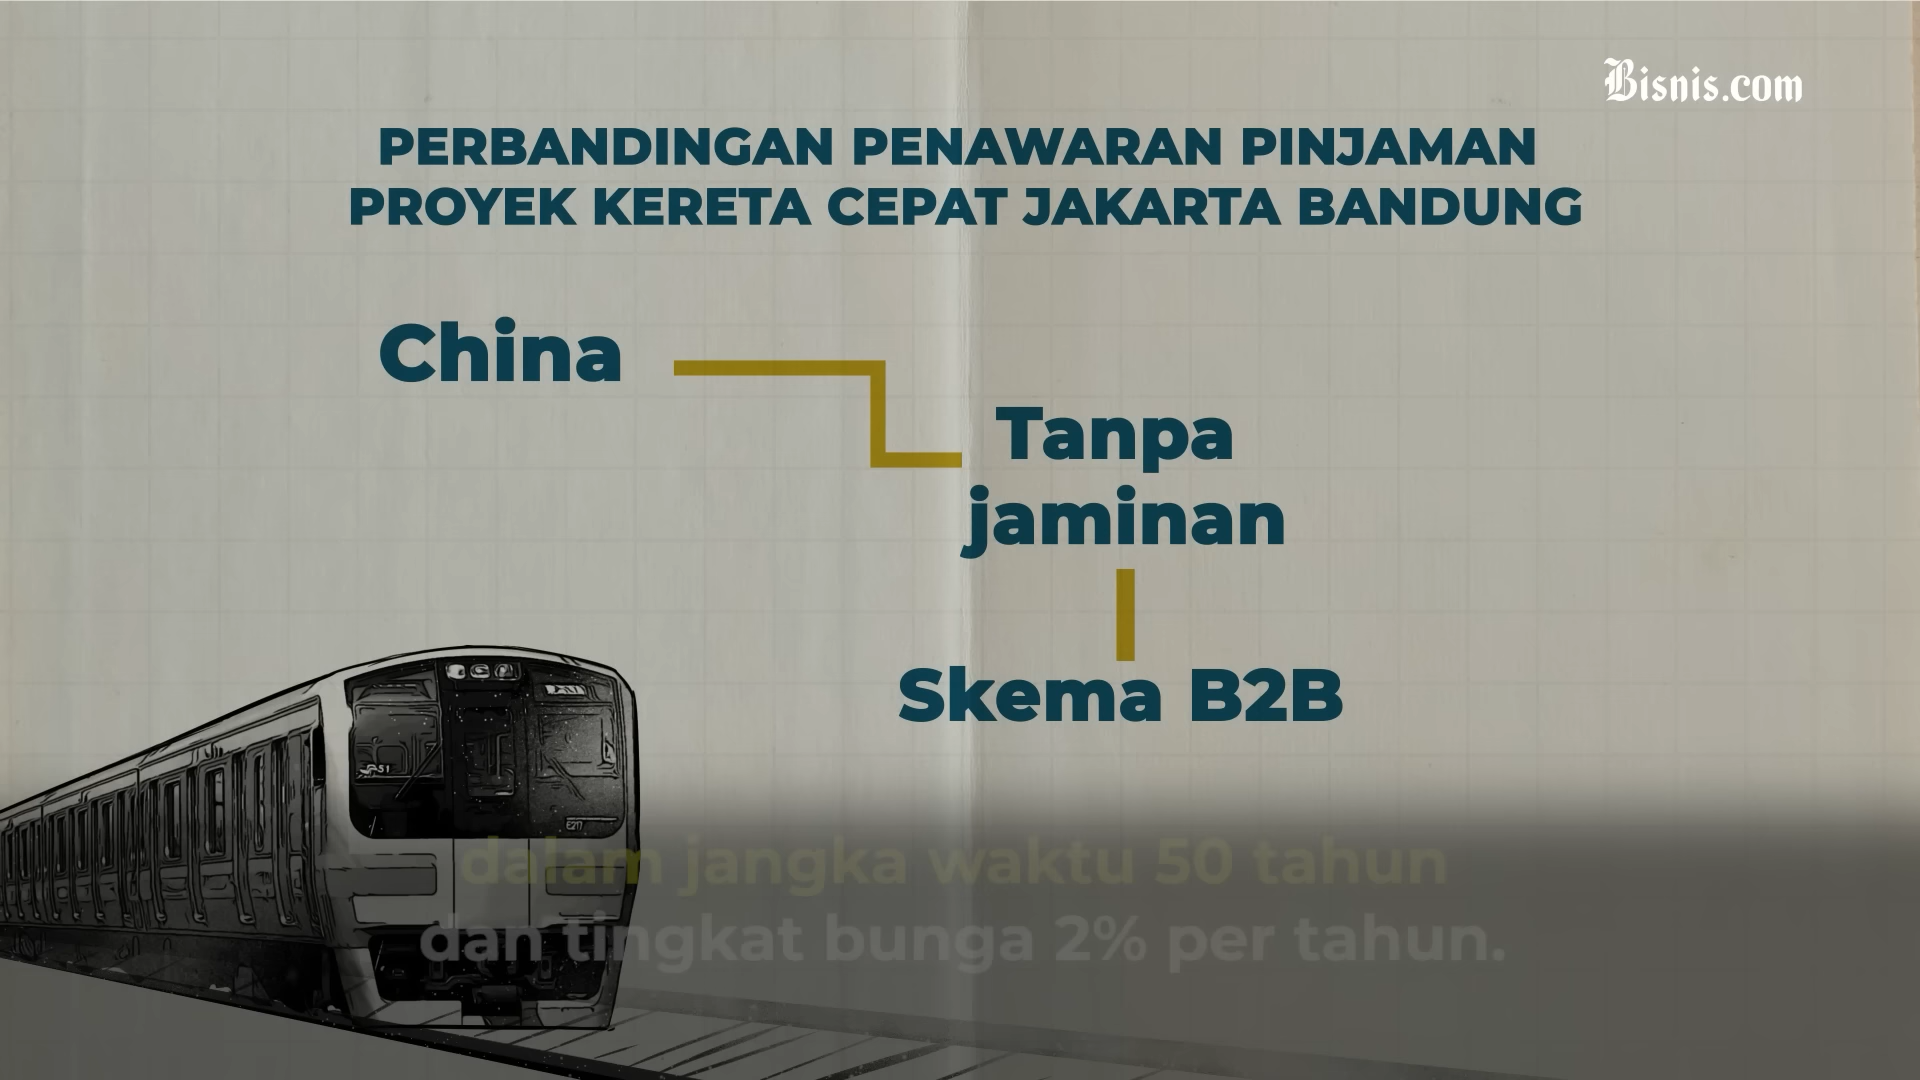 Bisnis.com
PERBANDINGAN PENAWARAN PINJAMAN
PROYEK KERETA CEPAT JAKARTA BANDUNG
China
Tanpa
jaminan
Skema B2B
E217
dalam jangka waktu 50 tahun
dan tingkat bunga 2% per tahun.